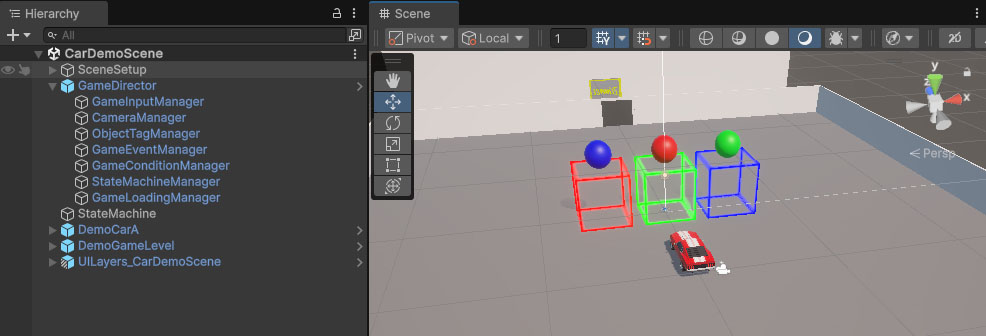 Hierarchy
All
CarDemoScene
SceneSetup
GameDirector
GameInputManager
CameraManager
ObjectTagManager
GameEventManager
GameConditionManager
StateMachineManager
GameLoadingManager
StateMachine
DemoCarA
DemoGameLevel
UILayers_CarDemoScene
Scene
Pivot
Local
1
2D
y
z
x
Persp